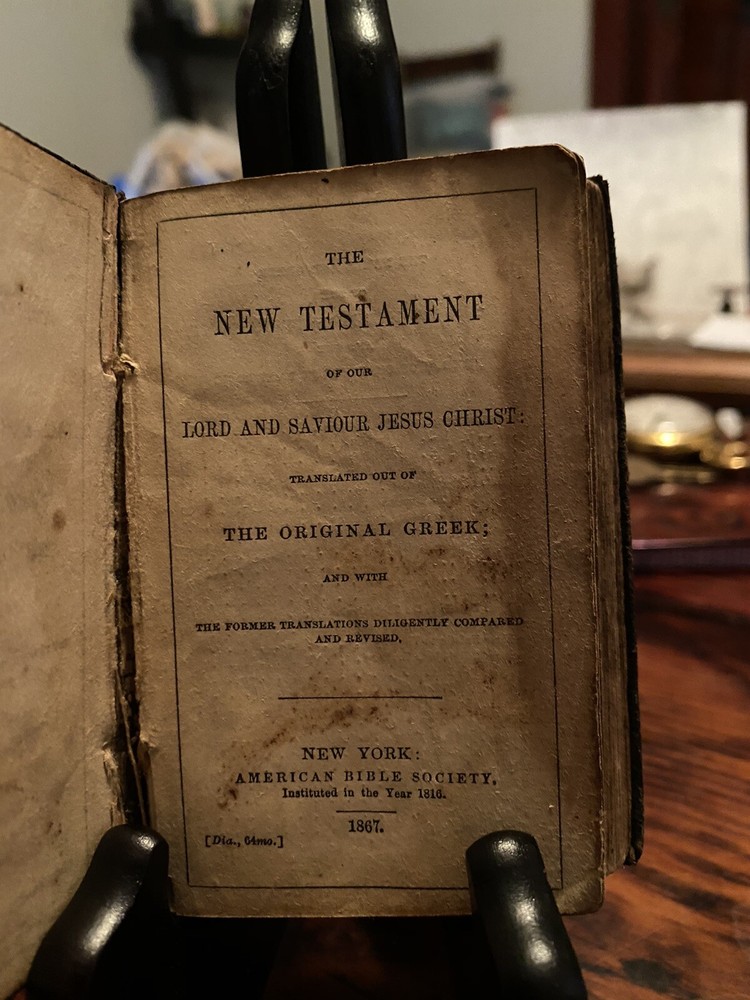 THE
NEW TESTAMENT
OF OUR
LORD AND SAVIOUR JESUS CHRIST:
TRANSLATED OUT OF
THE ORIGINAL GREEK;
AND WITH
THE FORMER TRANSLATIONS DILIGENTLY COMPARED
AND REVISED,
NEW YORK:
AMERICAN BIBLE SOCIETY,
Instituted in the Year 1816.
1867.
[Dia., 64mo.]